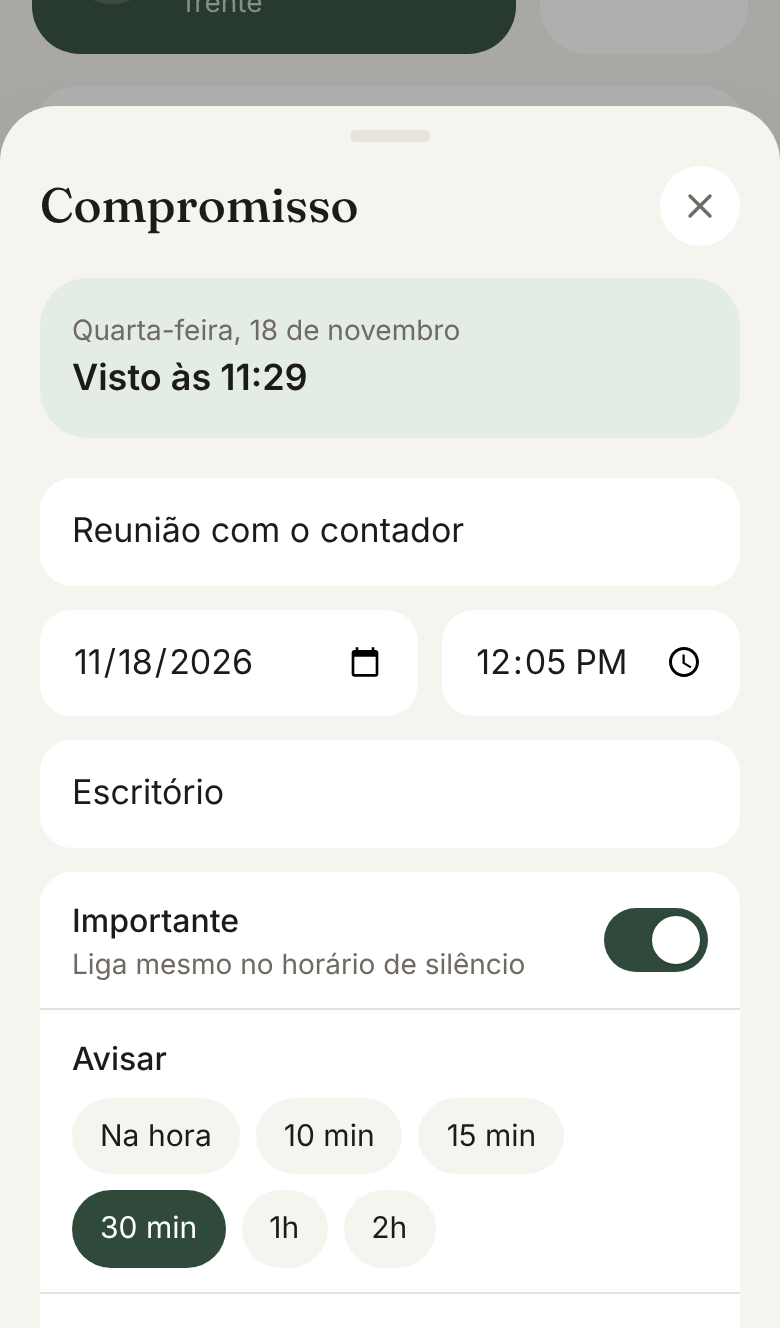 frente
Compromisso
Quarta-feira, 18 de novembro
Visto às 11:29
Reunião com o contador
11/18/2026
12:05 PM
Escritório
Importante
Liga mesmo no horário de silêncio
Avisar
Na hora
10 min
15 min
30 min
1h
2h